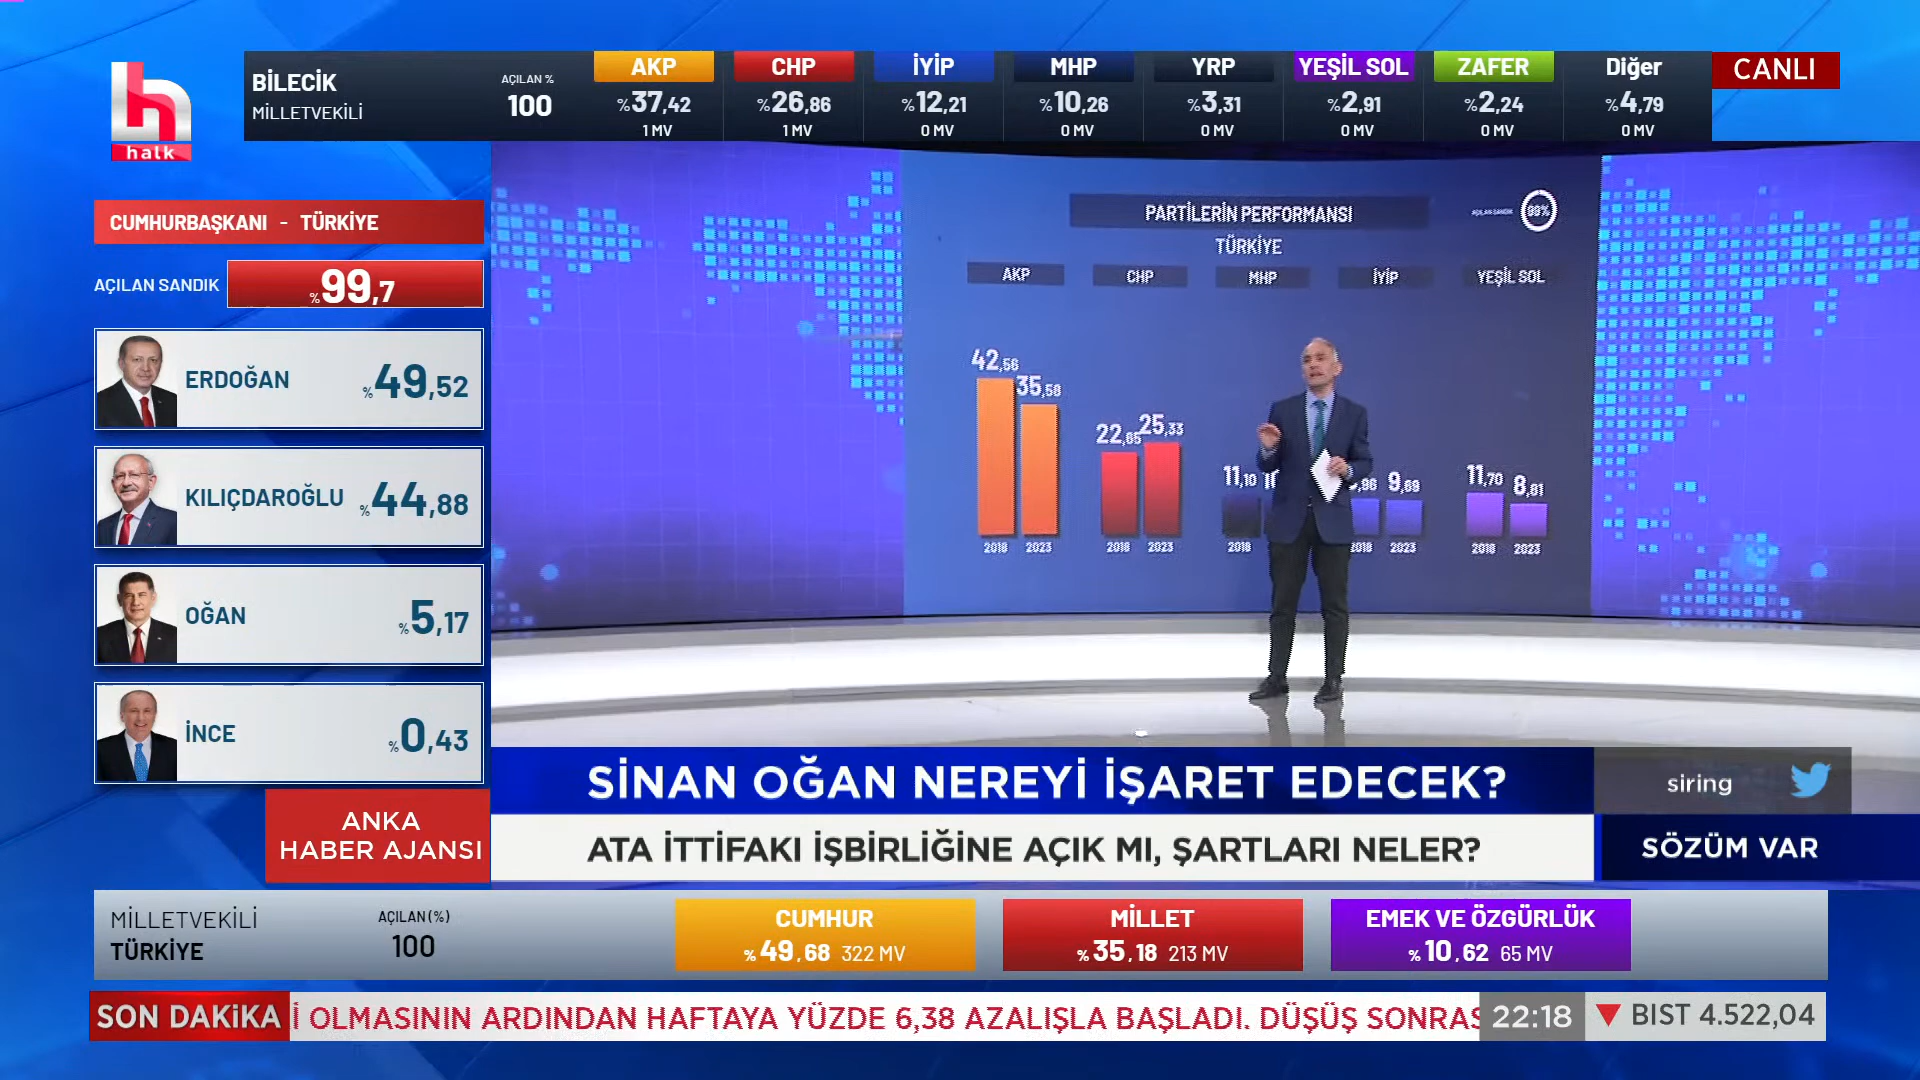 h
halk
BİLECİK
MİLLETVEKİLİ
AÇILAN %
100
AKP
%37,42
1 MV
CHP
%26,86
1 MV
İYİP
%12,21
0 MV
MHP
%10,26
0 MV
YRP
%3,31
0 MV
YEŞİL SOL
%2,91
0 MV
ZAFER
%2,24
0 MV
Diğer
%4,79
0 MV
CANLI
CUMHURBAŞKANI - TÜRKİYE
AÇILAN SANDIK
%99,7
ERDOĞAN
%49,52
KILIÇDAROĞLU
%44,88
OĞAN
%5,17
İNCE
%0,43
PARTİLERİN PERFORMANSI
AÇILAN SANDIK
99%
TÜRKİYE
AKP CHP MHP İYİP YEŞİL SOL
42,56 35,58
22,65 25,33
11,10
9,69
11,70 8,81
2018 2023
2018 2023
2018
2018 2023
2018 2023
SİNAN OĞAN NEREYİ İŞARET EDECEK?
siring
ANKA
HABER AJANSI
ATA İTTİFAKI İŞBİRLİĞİNE AÇIK MI, ŞARTLARI NELER?
SÖZÜM VAR
MİLLETVEKİLİ
TÜRKİYE
AÇILAN(%)
100
CUMHUR
%49,68 322 MV
MİLLET
%35,18 213 MV
EMEK VE ÖZGÜRLÜK
%10,62 65 MV
SON DAKİKA
İ OLMASININ ARDINDAN HAFTAYA YÜZDE 6,38 AZALIŞLA BAŞLADI. DÜŞÜŞ SONRAS
22:18
BIST 4.522,04